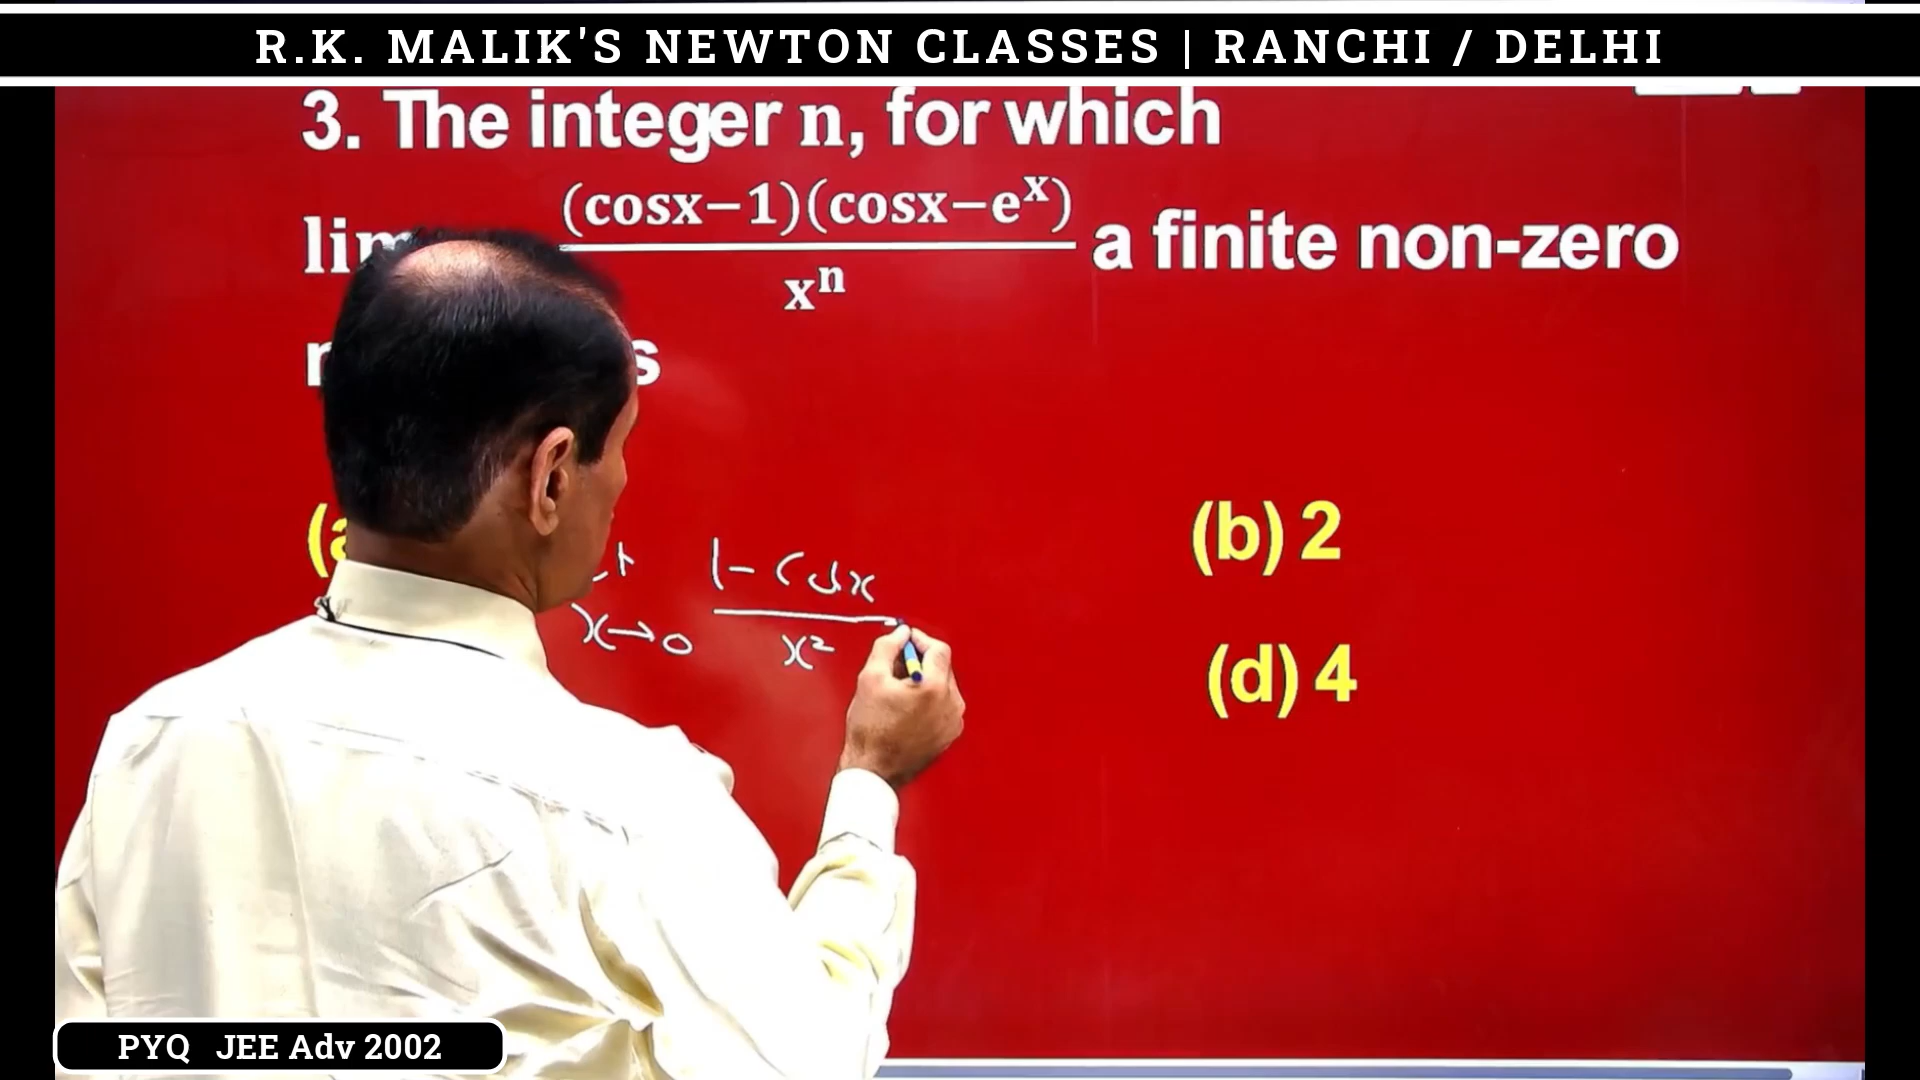 R.K. MALIK'S NEWTON CLASSES | RANCHI / DELHI
3. The integer n, for which
(cosx−1)(cosx−eˣ)
a finite non-zero
xⁿ
(b) 2
1 - cosx
x→0
x²
(d) 4
PYQ JEE Adv 2002